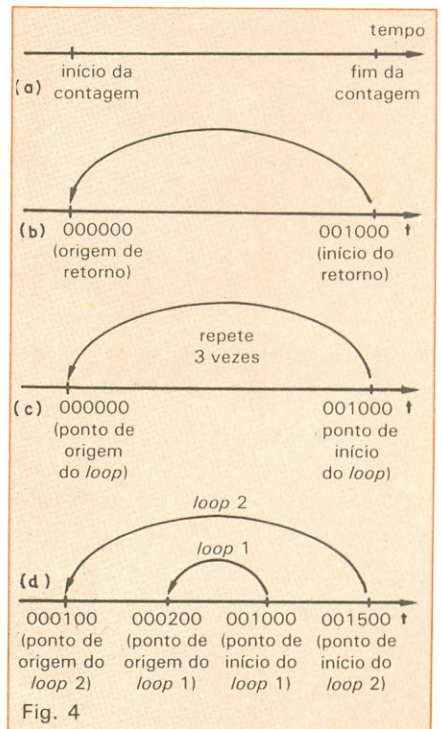 tempo
início da fim da
(a) contagem contagem
(b) 000000 001000 t
(origem de (início do
retorno) retorno)
repete
3 vezes
(c) 000000 001000 t
(ponto de ponto de
origem início
do loop) do loop)
loop 2
loop 1
(d)
000100 000200 001000 001500 t
(ponto de (ponto de (ponto de (ponto de
origem do origem do início do início do
loop 2) loop 1) loop 1) loop 2)
Fig. 4